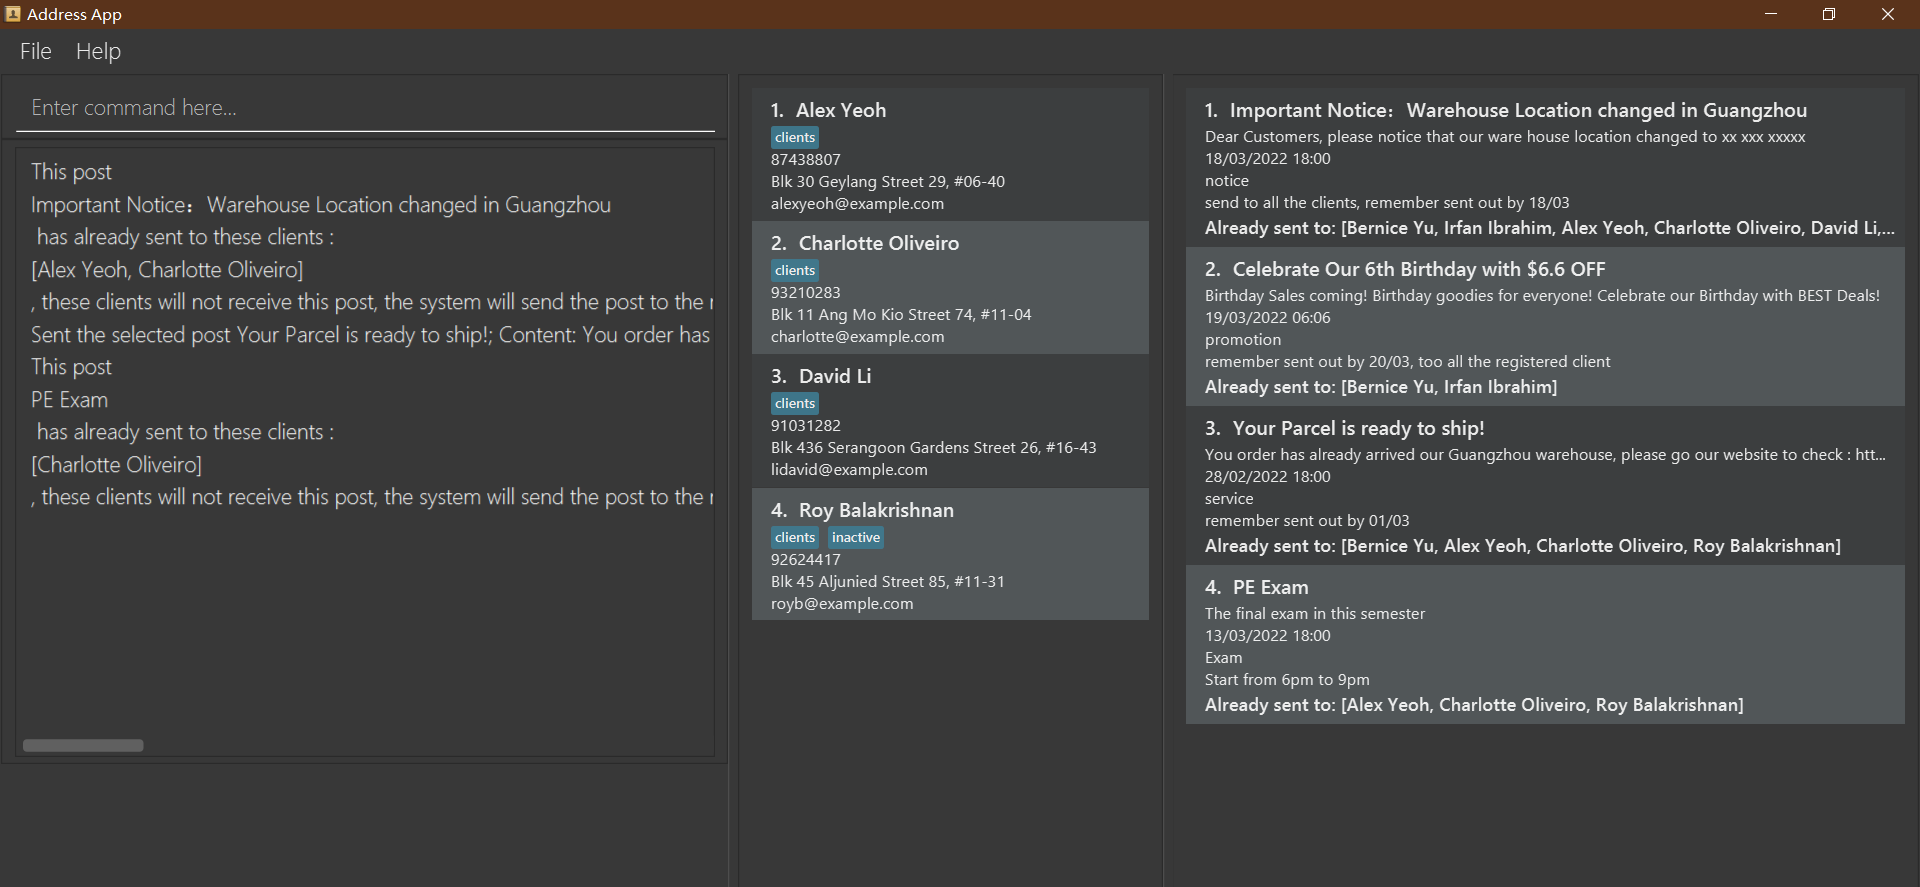 Address App
File Help
Enter command here...
This post
Important Notice：Warehouse Location changed in Guangzhou
has already sent to these clients :
[Alex Yeoh, Charlotte Oliveiro]
, these clients will not receive this post, the system will send the post to the
Sent the selected post Your Parcel is ready to ship!; Content: You order has
This post
PE Exam
has already sent to these clients :
[Charlotte Oliveiro]
, these clients will not receive this post, the system will send the post to the
1. Alex Yeoh
clients
87438807
Blk 30 Geylang Street 29, #06-40
alexyeoh@example.com
2. Charlotte Oliveiro
clients
93210283
Blk 11 Ang Mo Kio Street 74, #11-04
charlotte@example.com
3. David Li
clients
91031282
Blk 436 Serangoon Gardens Street 26, #16-43
lidavid@example.com
4. Roy Balakrishnan
clients inactive
92624417
Blk 45 Aljunied Street 85, #11-31
royb@example.com
1. Important Notice：Warehouse Location changed in Guangzhou
Dear Customers, please notice that our ware house location changed to xx xxx xxxxx
18/03/2022 18:00
notice
send to all the clients, remember sent out by 18/03
Already sent to: [Bernice Yu, Irfan Ibrahim, Alex Yeoh, Charlotte Oliveiro, David Li,...
2. Celebrate Our 6th Birthday with $6.6 OFF
Birthday Sales coming! Birthday goodies for everyone! Celebrate our Birthday with BEST Deals!
19/03/2022 06:06
promotion
remember sent out by 20/03, too all the registered client
Already sent to: [Bernice Yu, Irfan Ibrahim]
3. Your Parcel is ready to ship!
You order has already arrived our Guangzhou warehouse, please go our website to check : htt...
28/02/2022 18:00
service
remember sent out by 01/03
Already sent to: [Bernice Yu, Alex Yeoh, Charlotte Oliveiro, Roy Balakrishnan]
4. PE Exam
The final exam in this semester
13/03/2022 18:00
Exam
Start from 6pm to 9pm
Already sent to: [Alex Yeoh, Charlotte Oliveiro, Roy Balakrishnan]